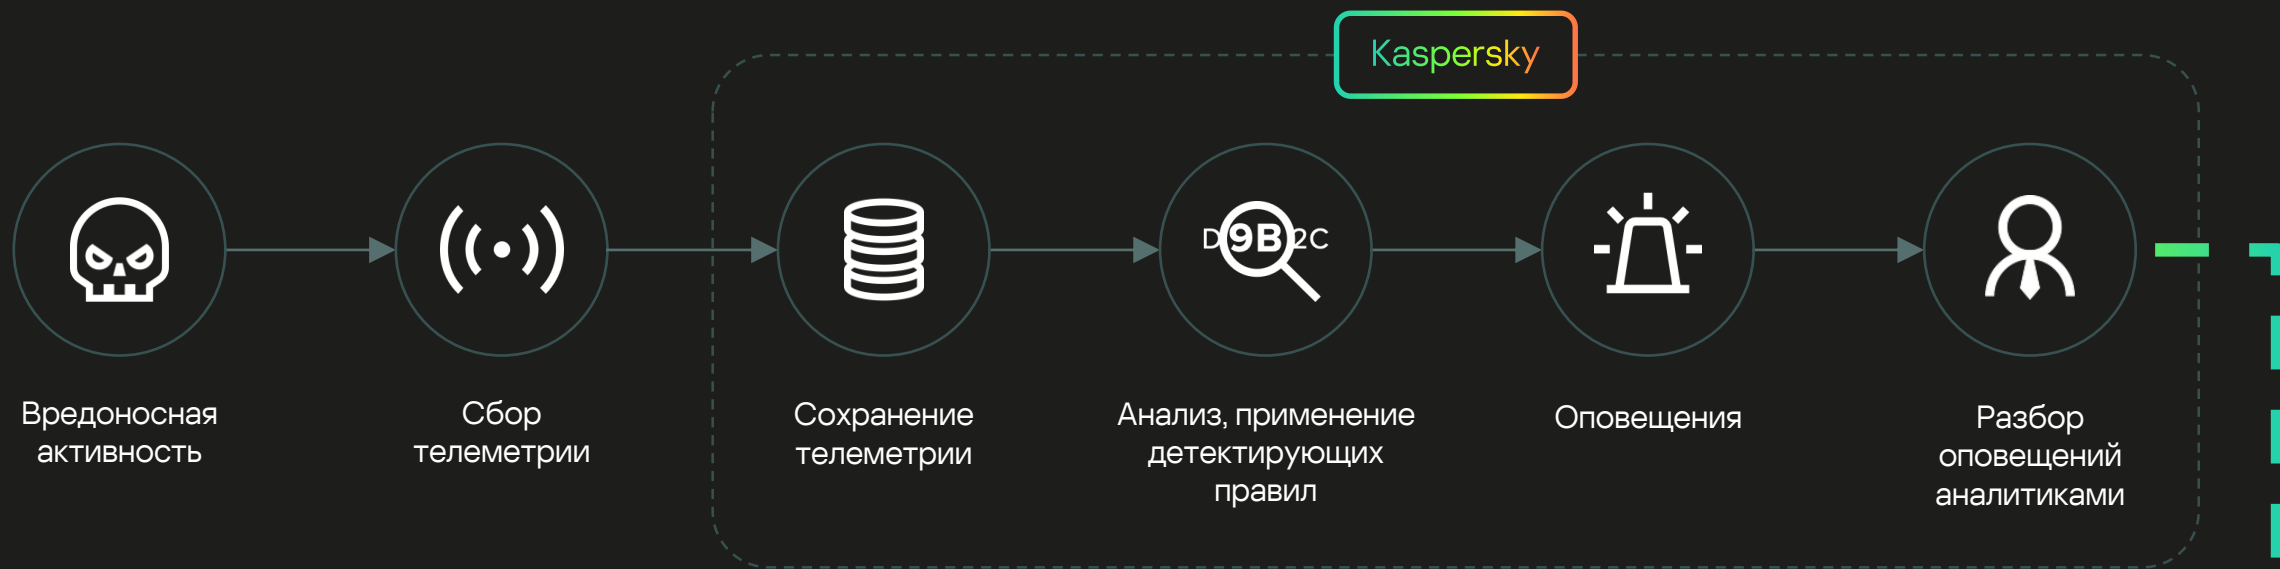 Kaspersky
D9B2C
Вредоносная
активность
Сбор
телеметрии
Сохранение
телеметрии
Анализ, применение
детектирующих
правил
Оповещения
Разбор
оповещений
аналитиками